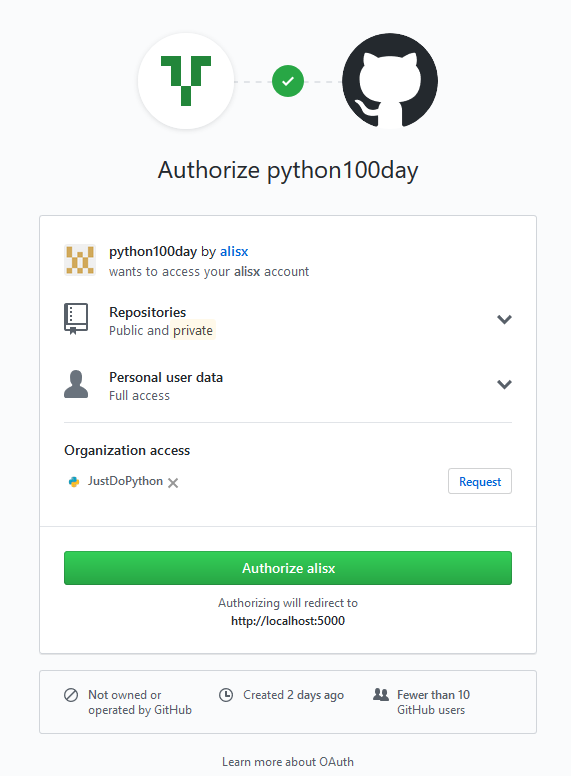 Authorize python100day
python100day by alisx
wants to access your alisx account
Repositories
Public and private
Personal user data
Full access
Organization access
JustDoPython
Request
Authorize alisx
Authorizing will redirect to
http://localhost:5000
Not owned or
operated by GitHub
Created 2 days ago
Fewer than 10
GitHub users
Learn more about OAuth